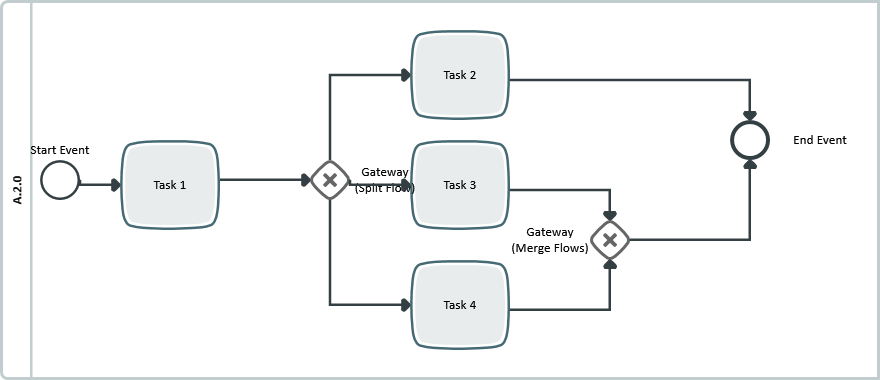 A.2.0
Start Event
Task 1
Gateway
(Split Flow)
Task 2
Task 3
Task 4
Gateway
(Merge Flows)
End Event